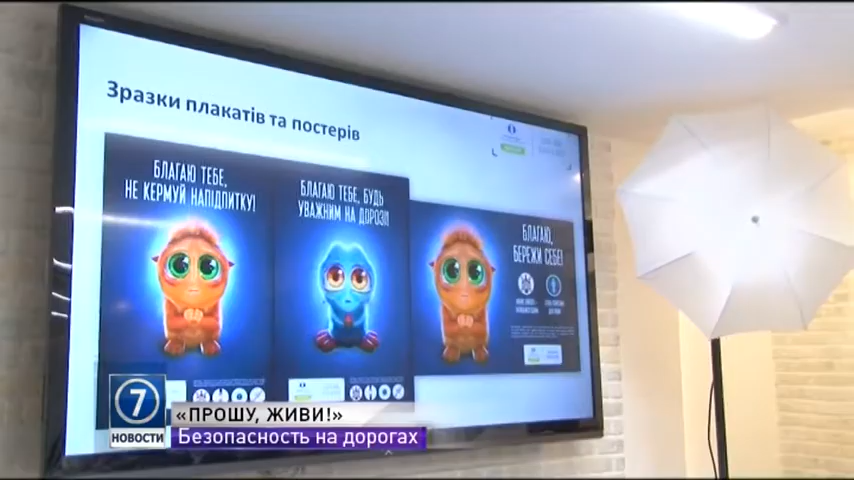 Зразки плакатів та постерів
БЛАГАЮ ТЕБЕ,
НЕ КЕРМУЙ НАПІДПИТКУ!
БЛАГАЮ ТЕБЕ, БУДЬ
УВАЖНИМ НА ДОРОЗІ!
БЛАГАЮ,
БЕРЕЖИ СЕБЕ!
7
НОВОСТИ
«ПРОШУ, ЖИВИ!»
Безопасность на дорогах